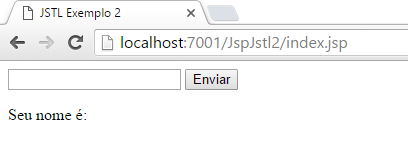 JSTL Exemplo 2
localhost:7001/JspJstl2/index.jsp
Enviar
Seu nome é: